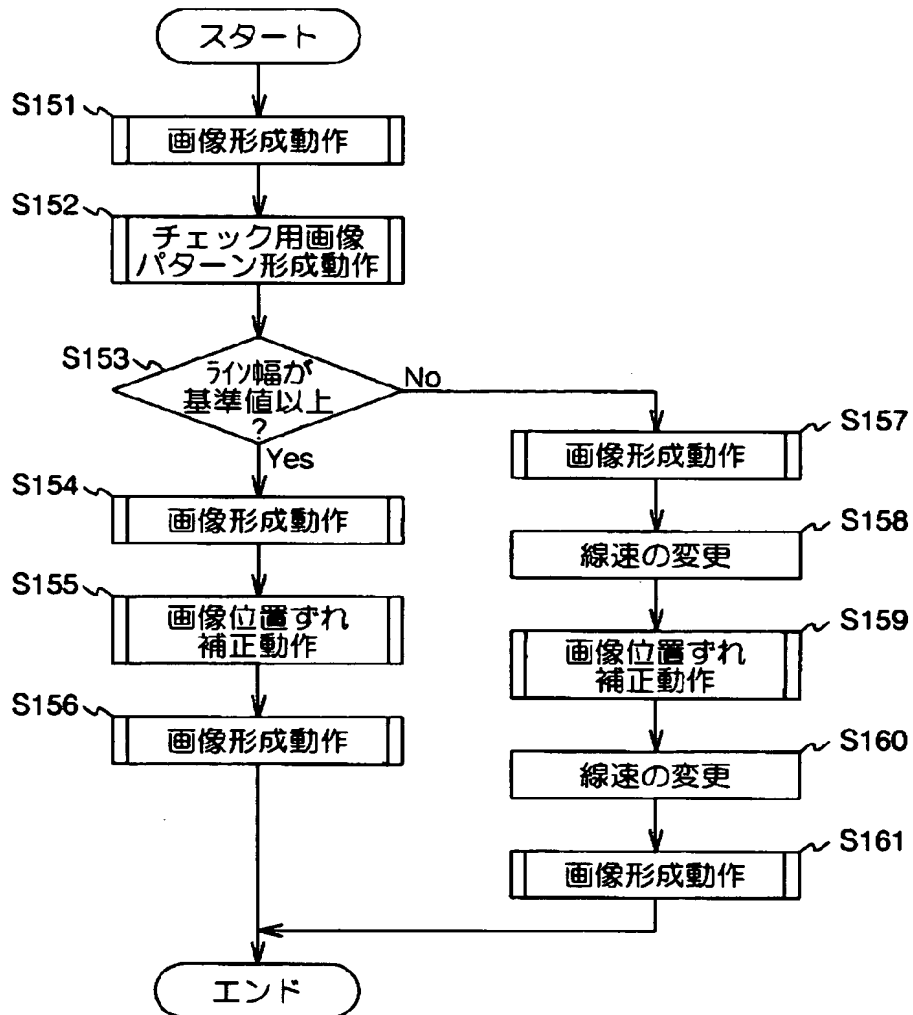 スタート
S151
画像形成動作
S152
チェック用画像
パターン形成動作
S153
ライン幅が
基準値以上
?
No
Yes
S154
画像形成動作
S155
画像位置ずれ
補正動作
S156
画像形成動作
S157
画像形成動作
S158
線速の変更
S159
画像位置ずれ
補正動作
S160
線速の変更
S161
画像形成動作
エンド